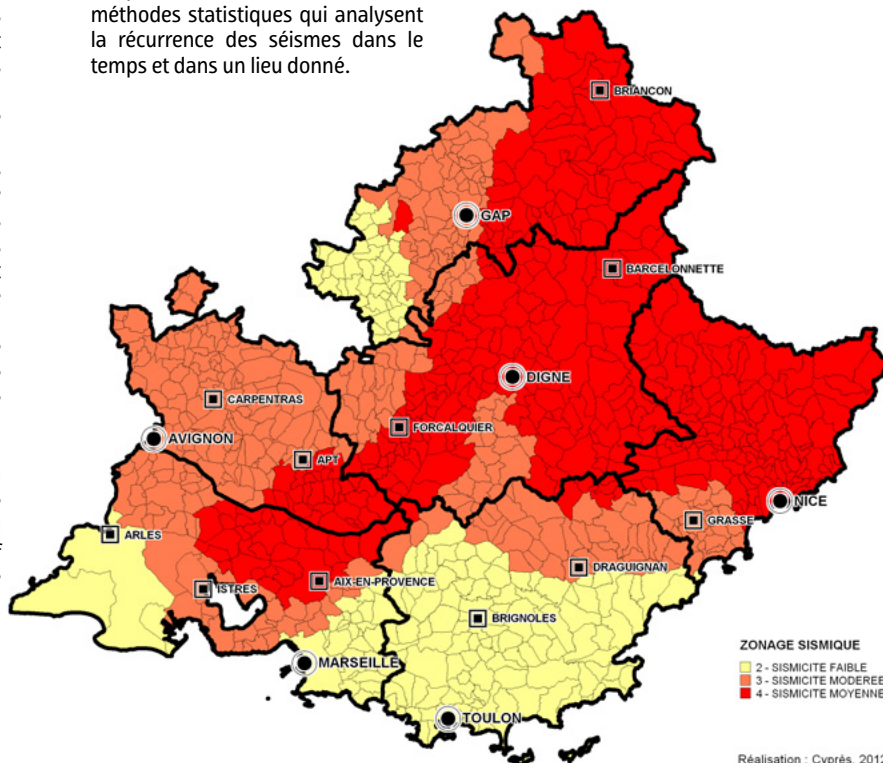 méthodes statistiques qui analysent
la récurrence des séismes dans le
temps et dans un lieu donné.
BRIANCON
GAP
BARCELONNETTE
DIGNE
CARPENTRAS
FORCALQUIER
AVIGNON
APT
NICE
GRASSE
ARLES
DRAGUIGNAN
ISTRES
AIX-EN-PROVENCE
BRIGNOLES
MARSEILLE
TOULON
ZONAGE SISMIQUE
2 - SISMICITE FAIBLE
3 - SISMICITE MODEREE
4 - SISMICITE MOYENNE
Réalisation : Cyprès, 2012